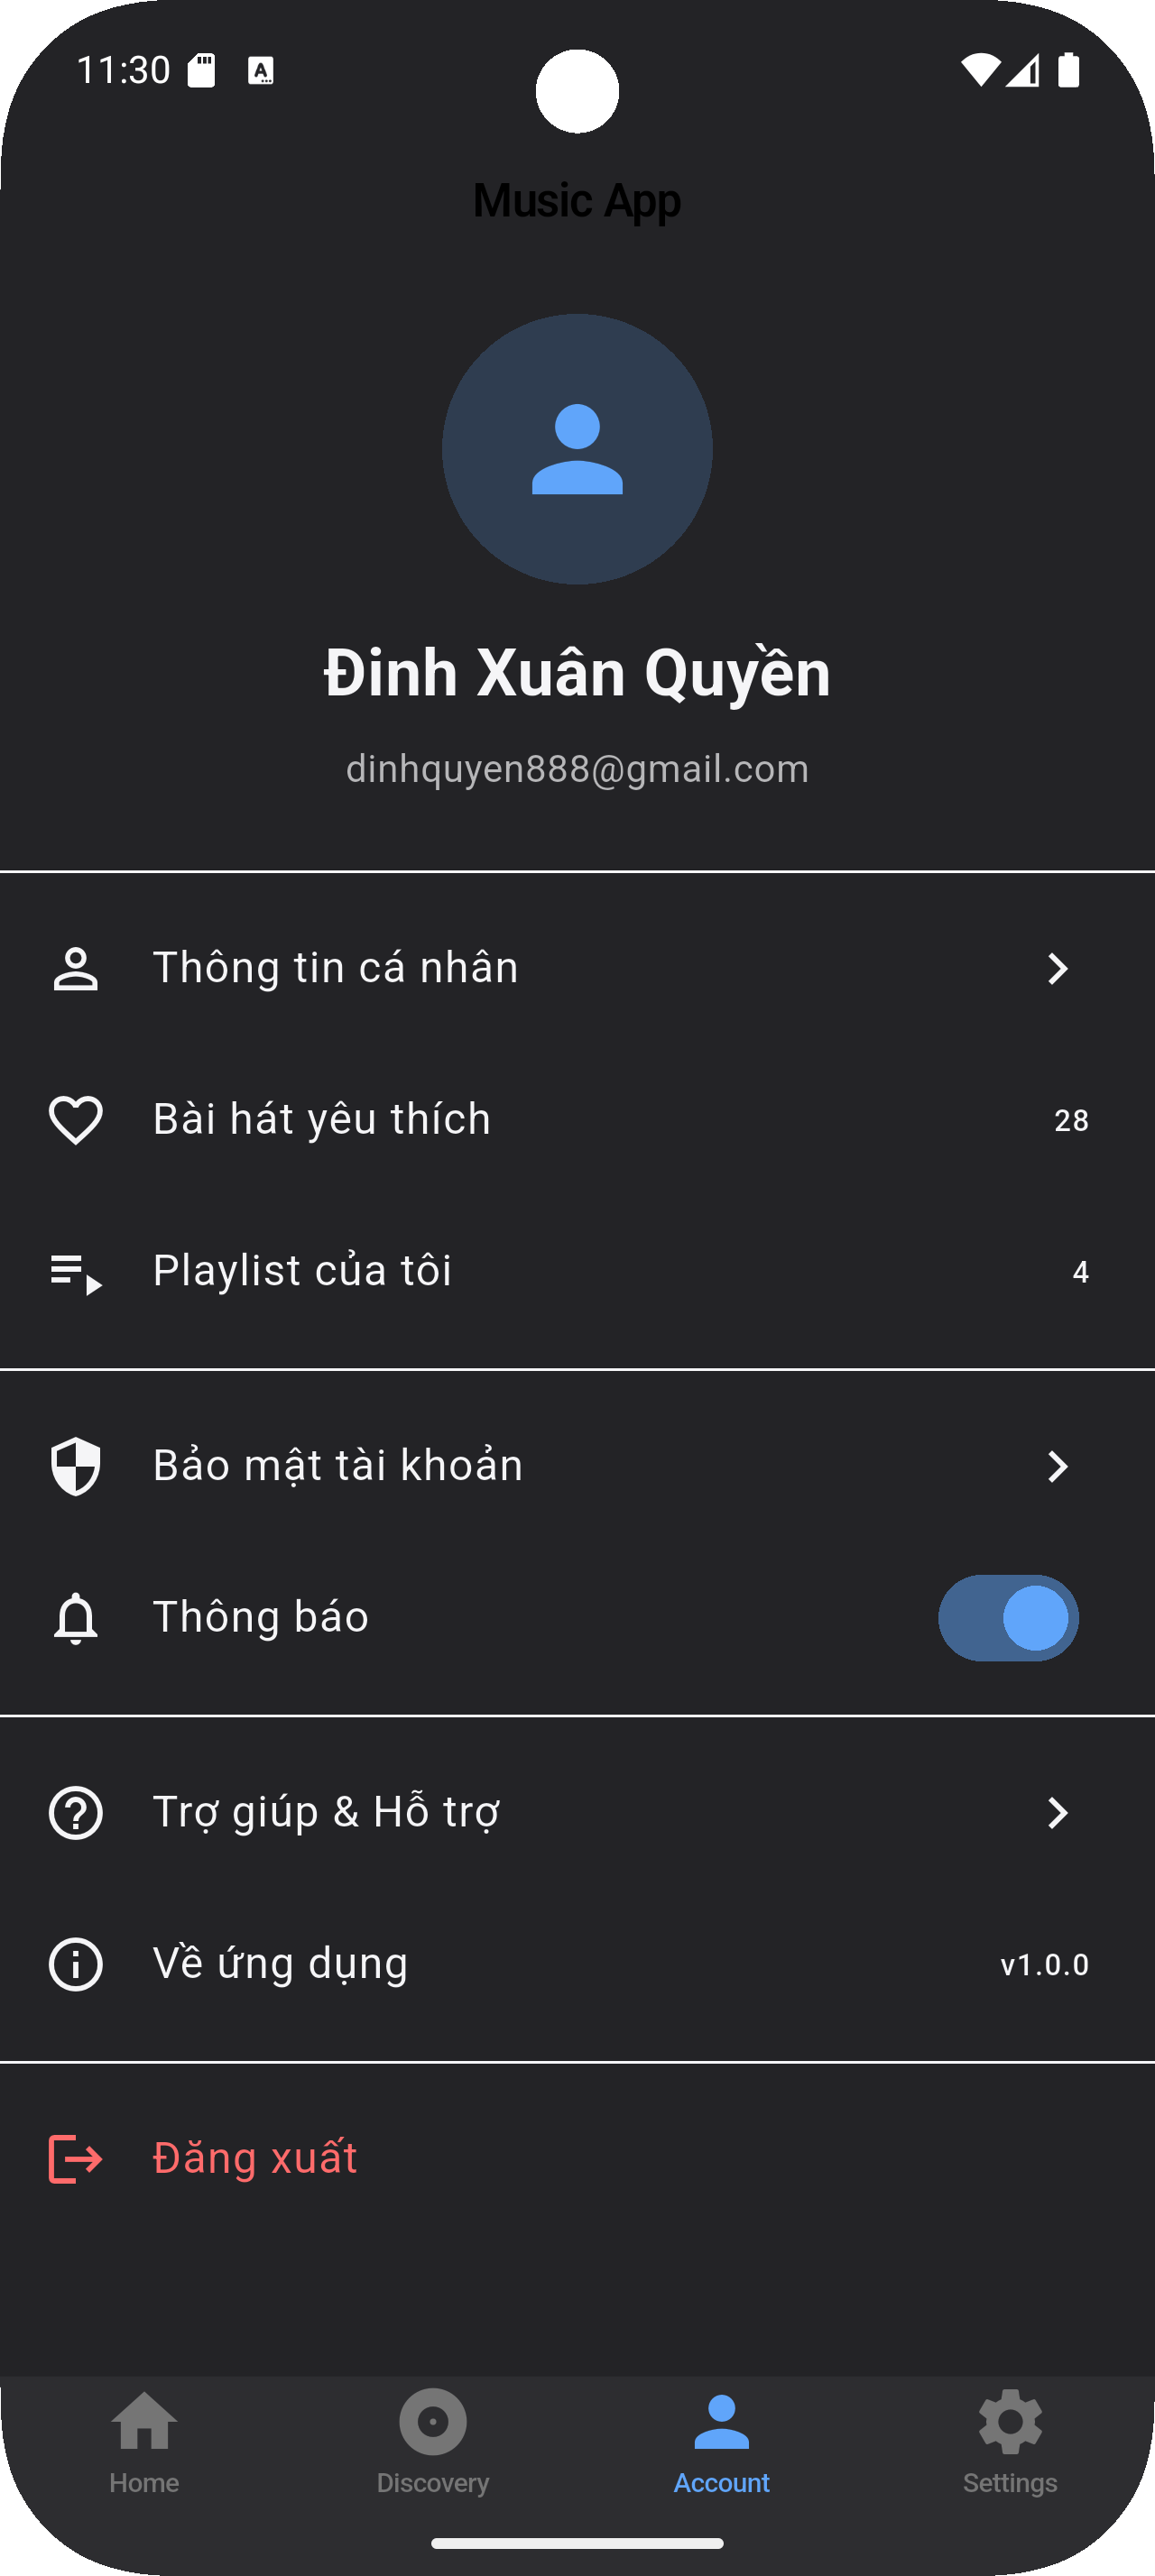 11:30
Music App
Đinh Xuân Quyền
dinhquyen888@gmail.com
Thông tin cá nhân
Bài hát yêu thích 28
Playlist của tôi 4
Bảo mật tài khoản
Thông báo
Trợ giúp & Hỗ trợ
Về ứng dụng v1.0.0
Đăng xuất
Home Discovery Account Settings